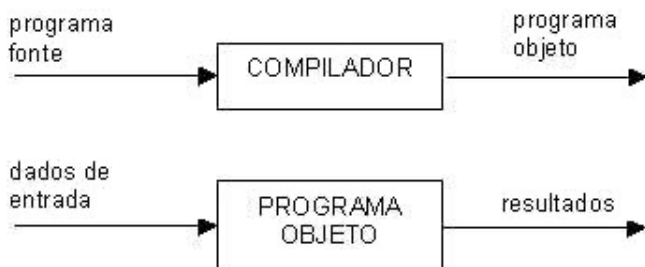 programa
fonte
COMPILADOR
programa
objeto
dados de
entrada
PROGRAMA
OBJETO
resultados